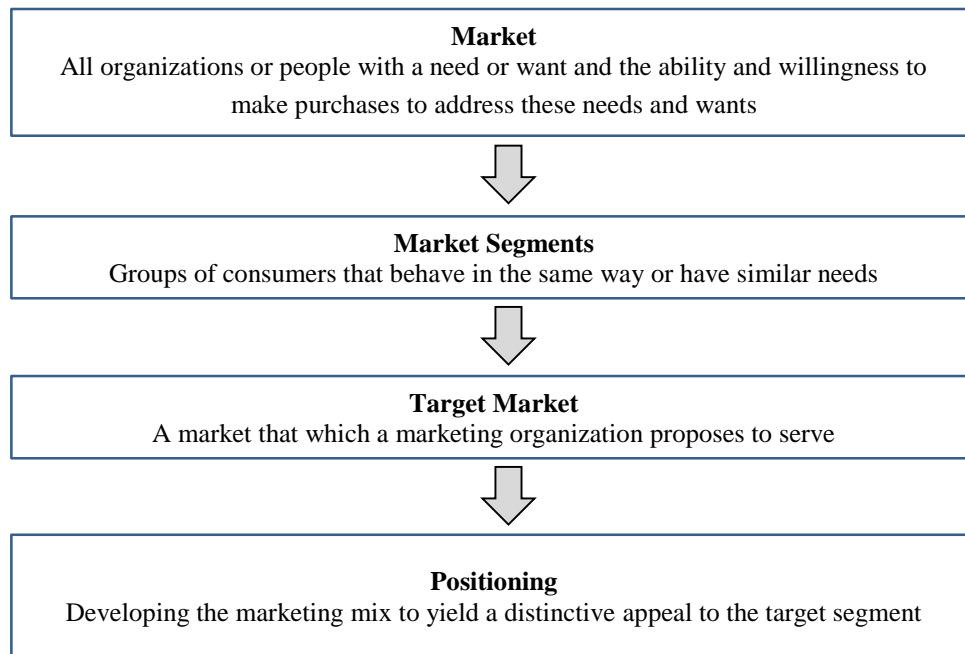 Market
All organizations or people with a need or want and the ability and willingness to
make purchases to address these needs and wants
Market Segments
Groups of consumers that behave in the same way or have similar needs
Target Market
A market that which a marketing organization proposes to serve
Positioning
Developing the marketing mix to yield a distinctive appeal to the target segment